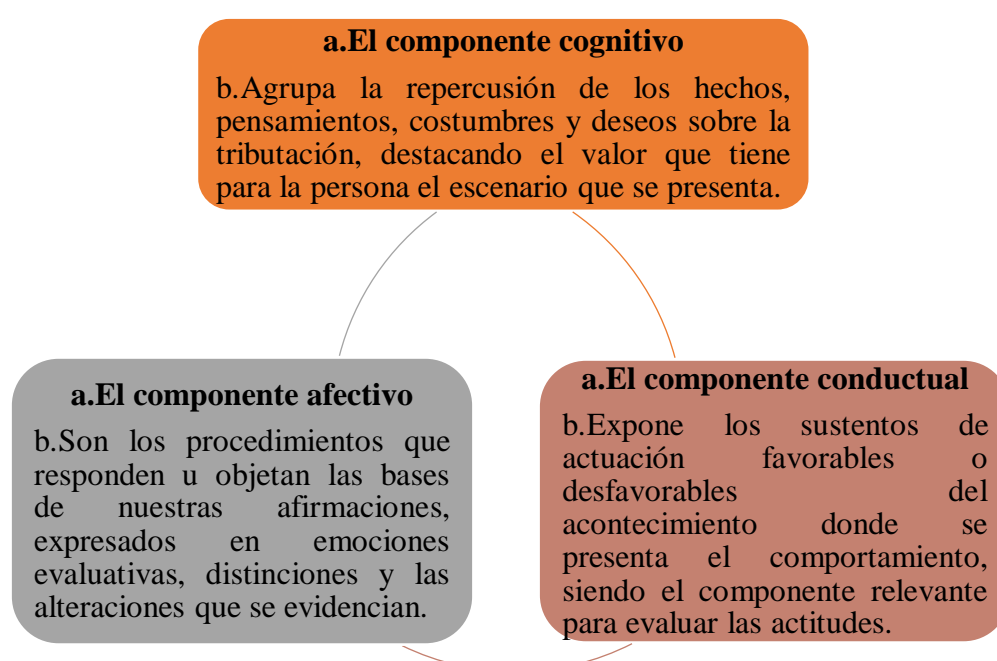 a.El componente cognitivo
b.Agrupa la repercusión de los hechos,
pensamientos, costumbres y deseos sobre la
tributación, destacando el valor que tiene
para la persona el escenario que se presenta.
a.El componente afectivo
b.Son los procedimientos que
responden u objetan las bases
de nuestras afirmaciones,
expresados en emociones
evaluativas, distinciones y las
alteraciones que se evidencian.
a.El componente conductual
b.Expone los sustentos de
actuación favorables o
desfavorables del
acontecimiento donde se
presenta el comportamiento,
siendo el componente relevante
para evaluar las actitudes.